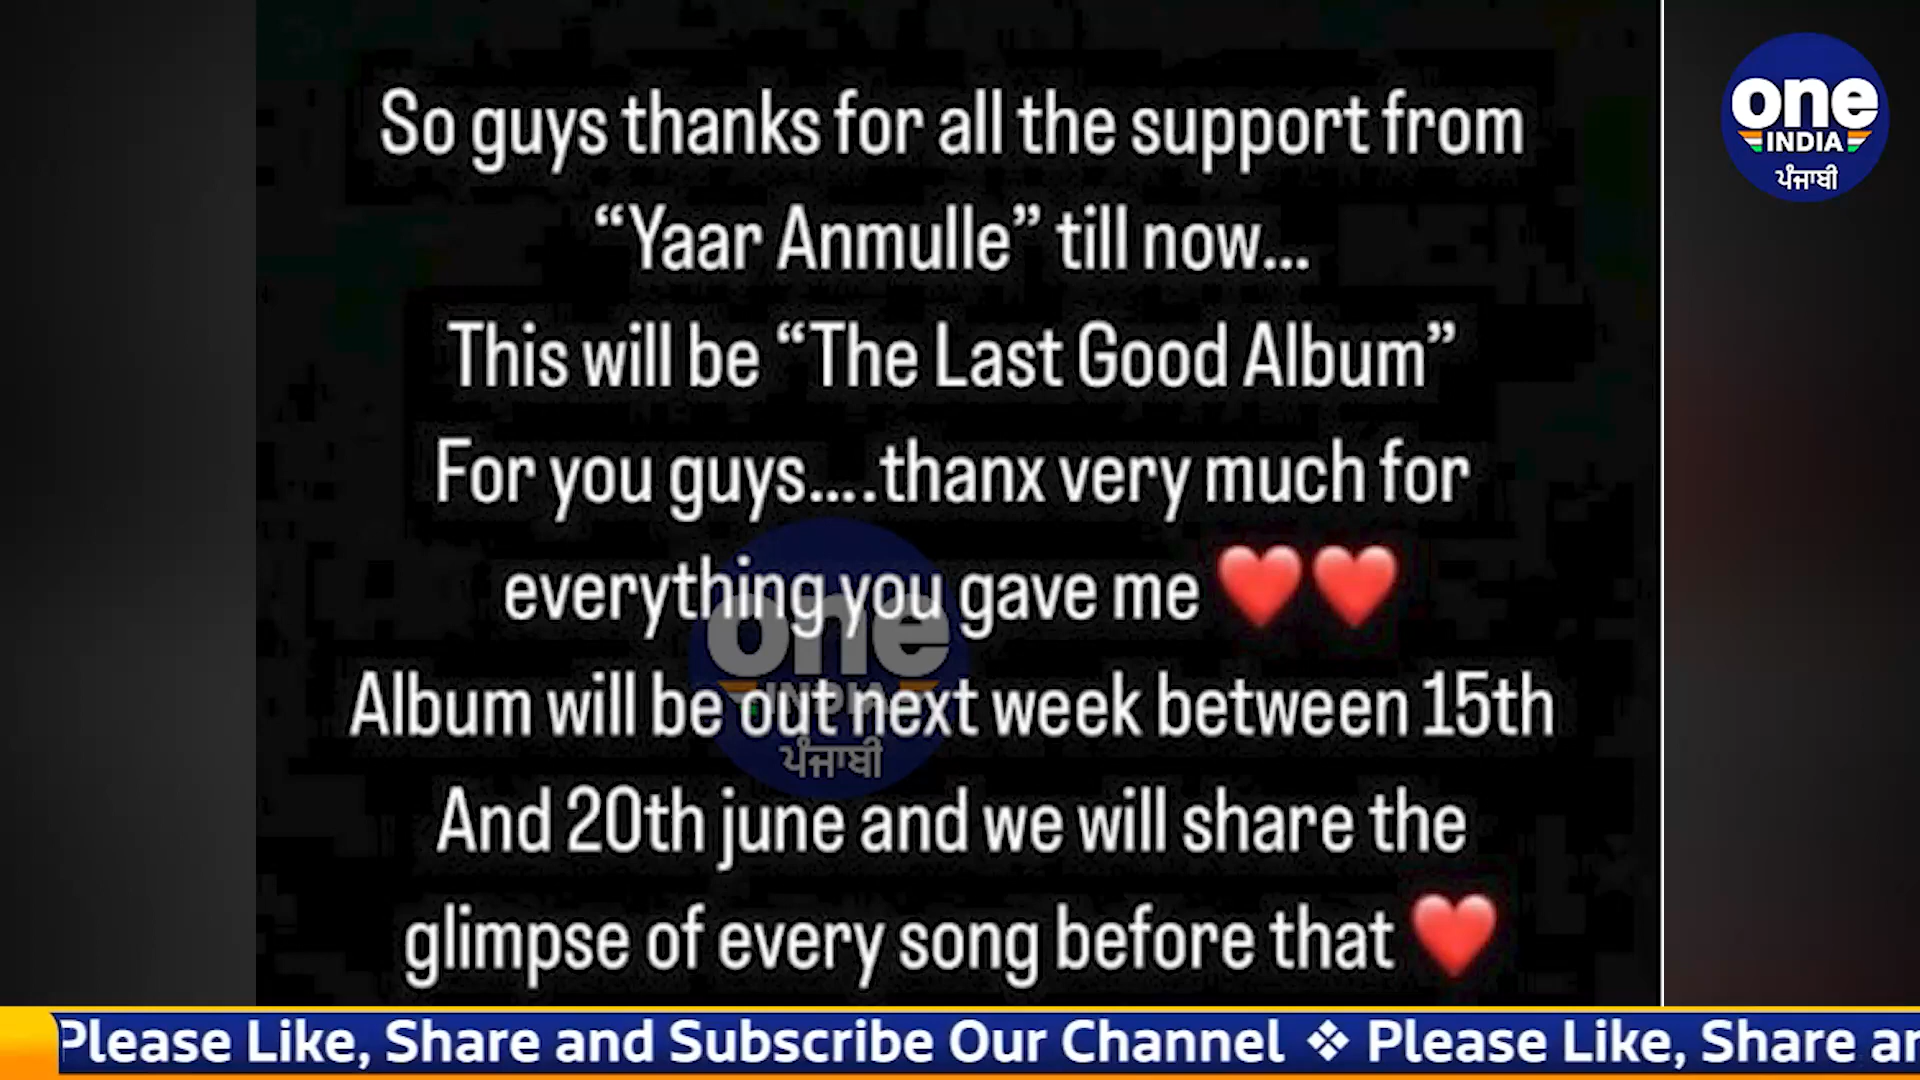 So guys thanks for all the support from
“Yaar Anmulle” till now...
This will be “The Last Good Album”
For you guys....thanx very much for
everything you gave me ❤️❤️
Album will be out next week between 15th
And 20th june and we will share the
glimpse of every song before that ❤️
one
INDIA
ਪੰਜਾਬੀ
one
INDIA
ਪੰਜਾਬੀ
Please Like, Share and Subscribe Our Channel ❖ Please Like, Share ar